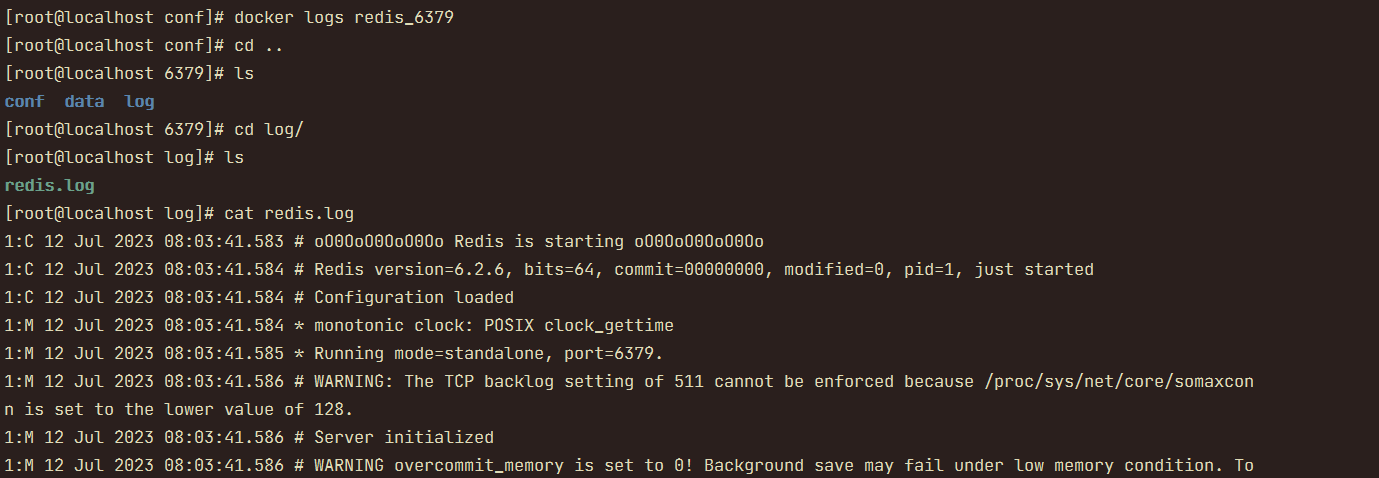 [root@localhost conf]# docker logs redis_6379
[root@localhost conf]# cd ..
[root@localhost 6379]# ls
conf  data  log
[root@localhost 6379]# cd log/
[root@localhost log]# ls
redis.log
[root@localhost log]# cat redis.log
1:C 12 Jul 2023 08:03:41.583 # oO0OoO0OoO0Oo Redis is starting oO0OoO0OoO0Oo
1:C 12 Jul 2023 08:03:41.584 # Redis version=6.2.6, bits=64, commit=00000000, modified=0, pid=1, just started
1:C 12 Jul 2023 08:03:41.584 # Configuration loaded
1:M 12 Jul 2023 08:03:41.584 * monotonic clock: POSIX clock_gettime
1:M 12 Jul 2023 08:03:41.585 * Running mode=standalone, port=6379.
1:M 12 Jul 2023 08:03:41.586 # WARNING: The TCP backlog setting of 511 cannot be enforced because /proc/sys/net/core/somaxcon
n is set to the lower value of 128.
1:M 12 Jul 2023 08:03:41.586 # Server initialized
1:M 12 Jul 2023 08:03:41.586 # WARNING overcommit_memory is set to 0! Background save may fail under low memory condition. To